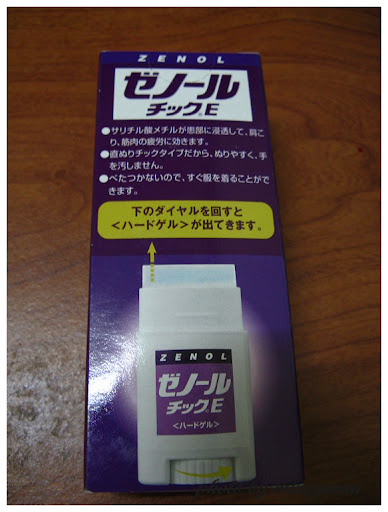 ZENOL
ゼノール
チックE
●サリチル酸メチルが患部に浸透して、肩こ
り、筋肉の疲労に効きます。
●直ぬりチックタイプだから、ぬりやすく、手
を汚しません。
●べたつかないので、すぐ服を着ることがで
きます。
下のダイヤルを回すと
<ハードゲル>が出てきます。
ZENOL
ゼノール
チックE
<ハードゲル>